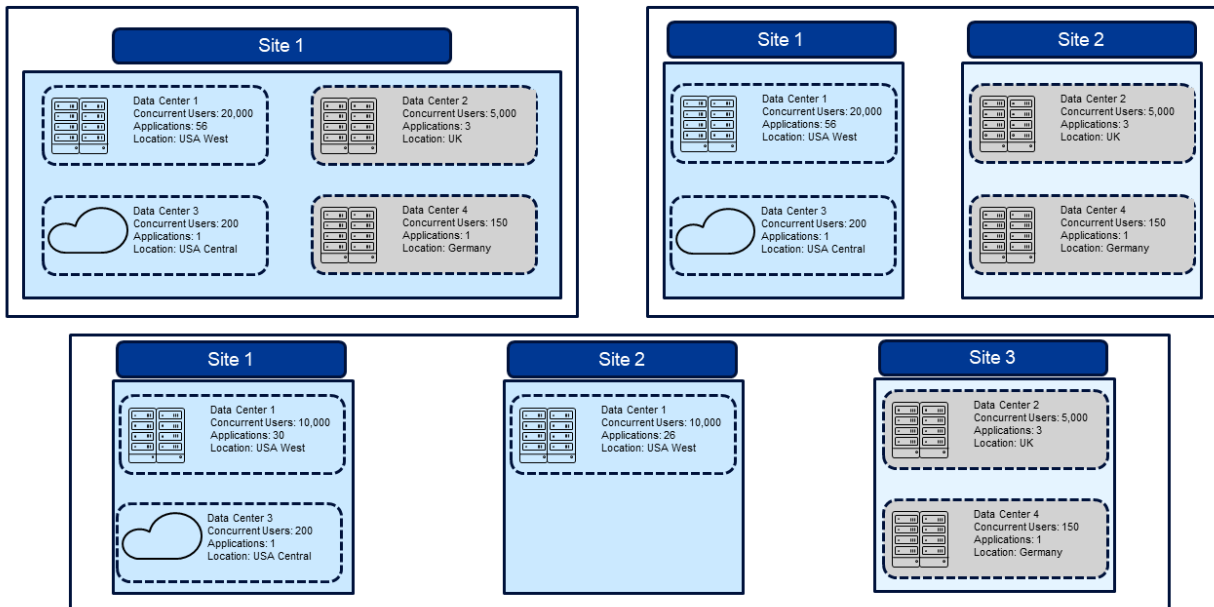 Site 1
Data Center 1
Concurrent Users: 20,000
Applications: 56
Location: USA West
Data Center 2
Concurrent Users: 5,000
Applications: 3
Location: UK
Data Center 3
Concurrent Users: 200
Applications: 1
Location: USA Central
Data Center 4
Concurrent Users: 150
Applications: 1
Location: Germany
Site 1
Data Center 1
Concurrent Users: 20,000
Applications: 56
Location: USA West
Data Center 3
Concurrent Users: 200
Applications: 1
Location: USA Central
Site 2
Data Center 2
Concurrent Users: 5,000
Applications: 3
Location: UK
Data Center 4
Concurrent Users: 150
Applications: 1
Location: Germany
Site 1
Data Center 1
Concurrent Users: 10,000
Applications: 30
Location: USA West
Data Center 3
Concurrent Users: 200
Applications: 1
Location: USA Central
Site 2
Data Center 1
Concurrent Users: 10,000
Applications: 26
Location: USA West
Site 3
Data Center 2
Concurrent Users: 5,000
Applications: 3
Location: UK
Data Center 4
Concurrent Users: 150
Applications: 1
Location: Germany